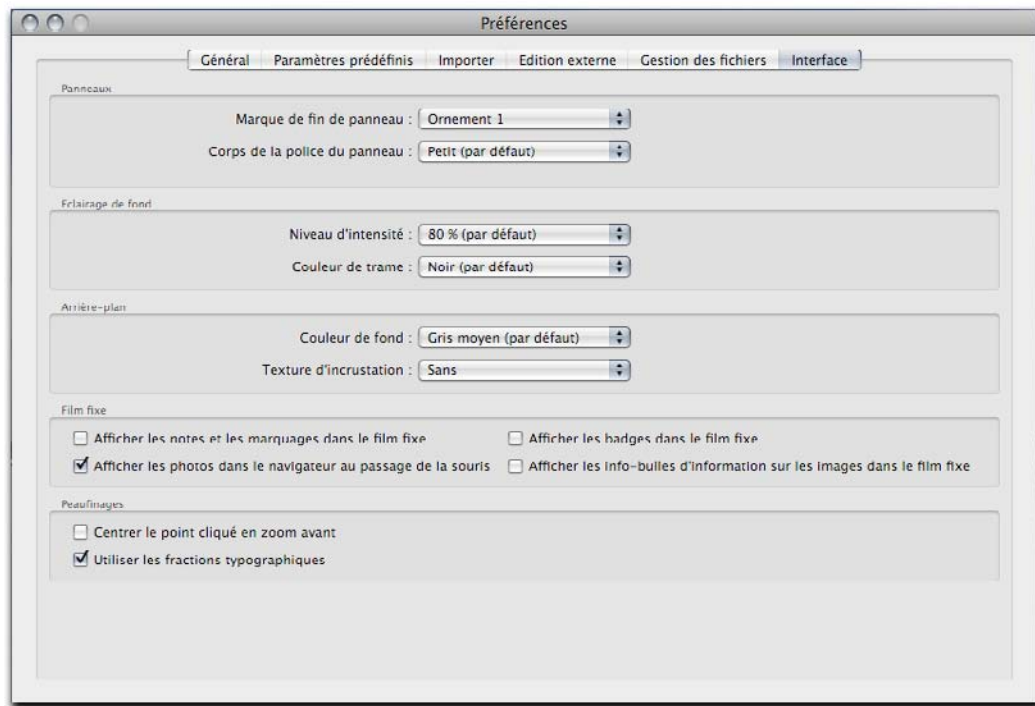 Préférences
Général Paramètres prédéfinis Importer Edition externe Gestion des fichiers Interface
Panneaux
Marque de fin de panneau : Ornement 1
Corps de la police du panneau : Petit (par défaut)
Eclairage de fond
Niveau d'intensité : 80 % (par défaut)
Couleur de trame : Noir (par défaut)
Arrière-plan
Couleur de fond : Gris moyen (par défaut)
Texture d'incrustation : Sans
Film fixe
Afficher les notes et les marquages dans le film fixe Afficher les badges dans le film fixe
Afficher les photos dans le navigateur au passage de la souris Afficher les info-bulles d'information sur les images dans le film fixe
Peaufinages
Centrer le point cliqué en zoom avant
Utiliser les fractions typographiques